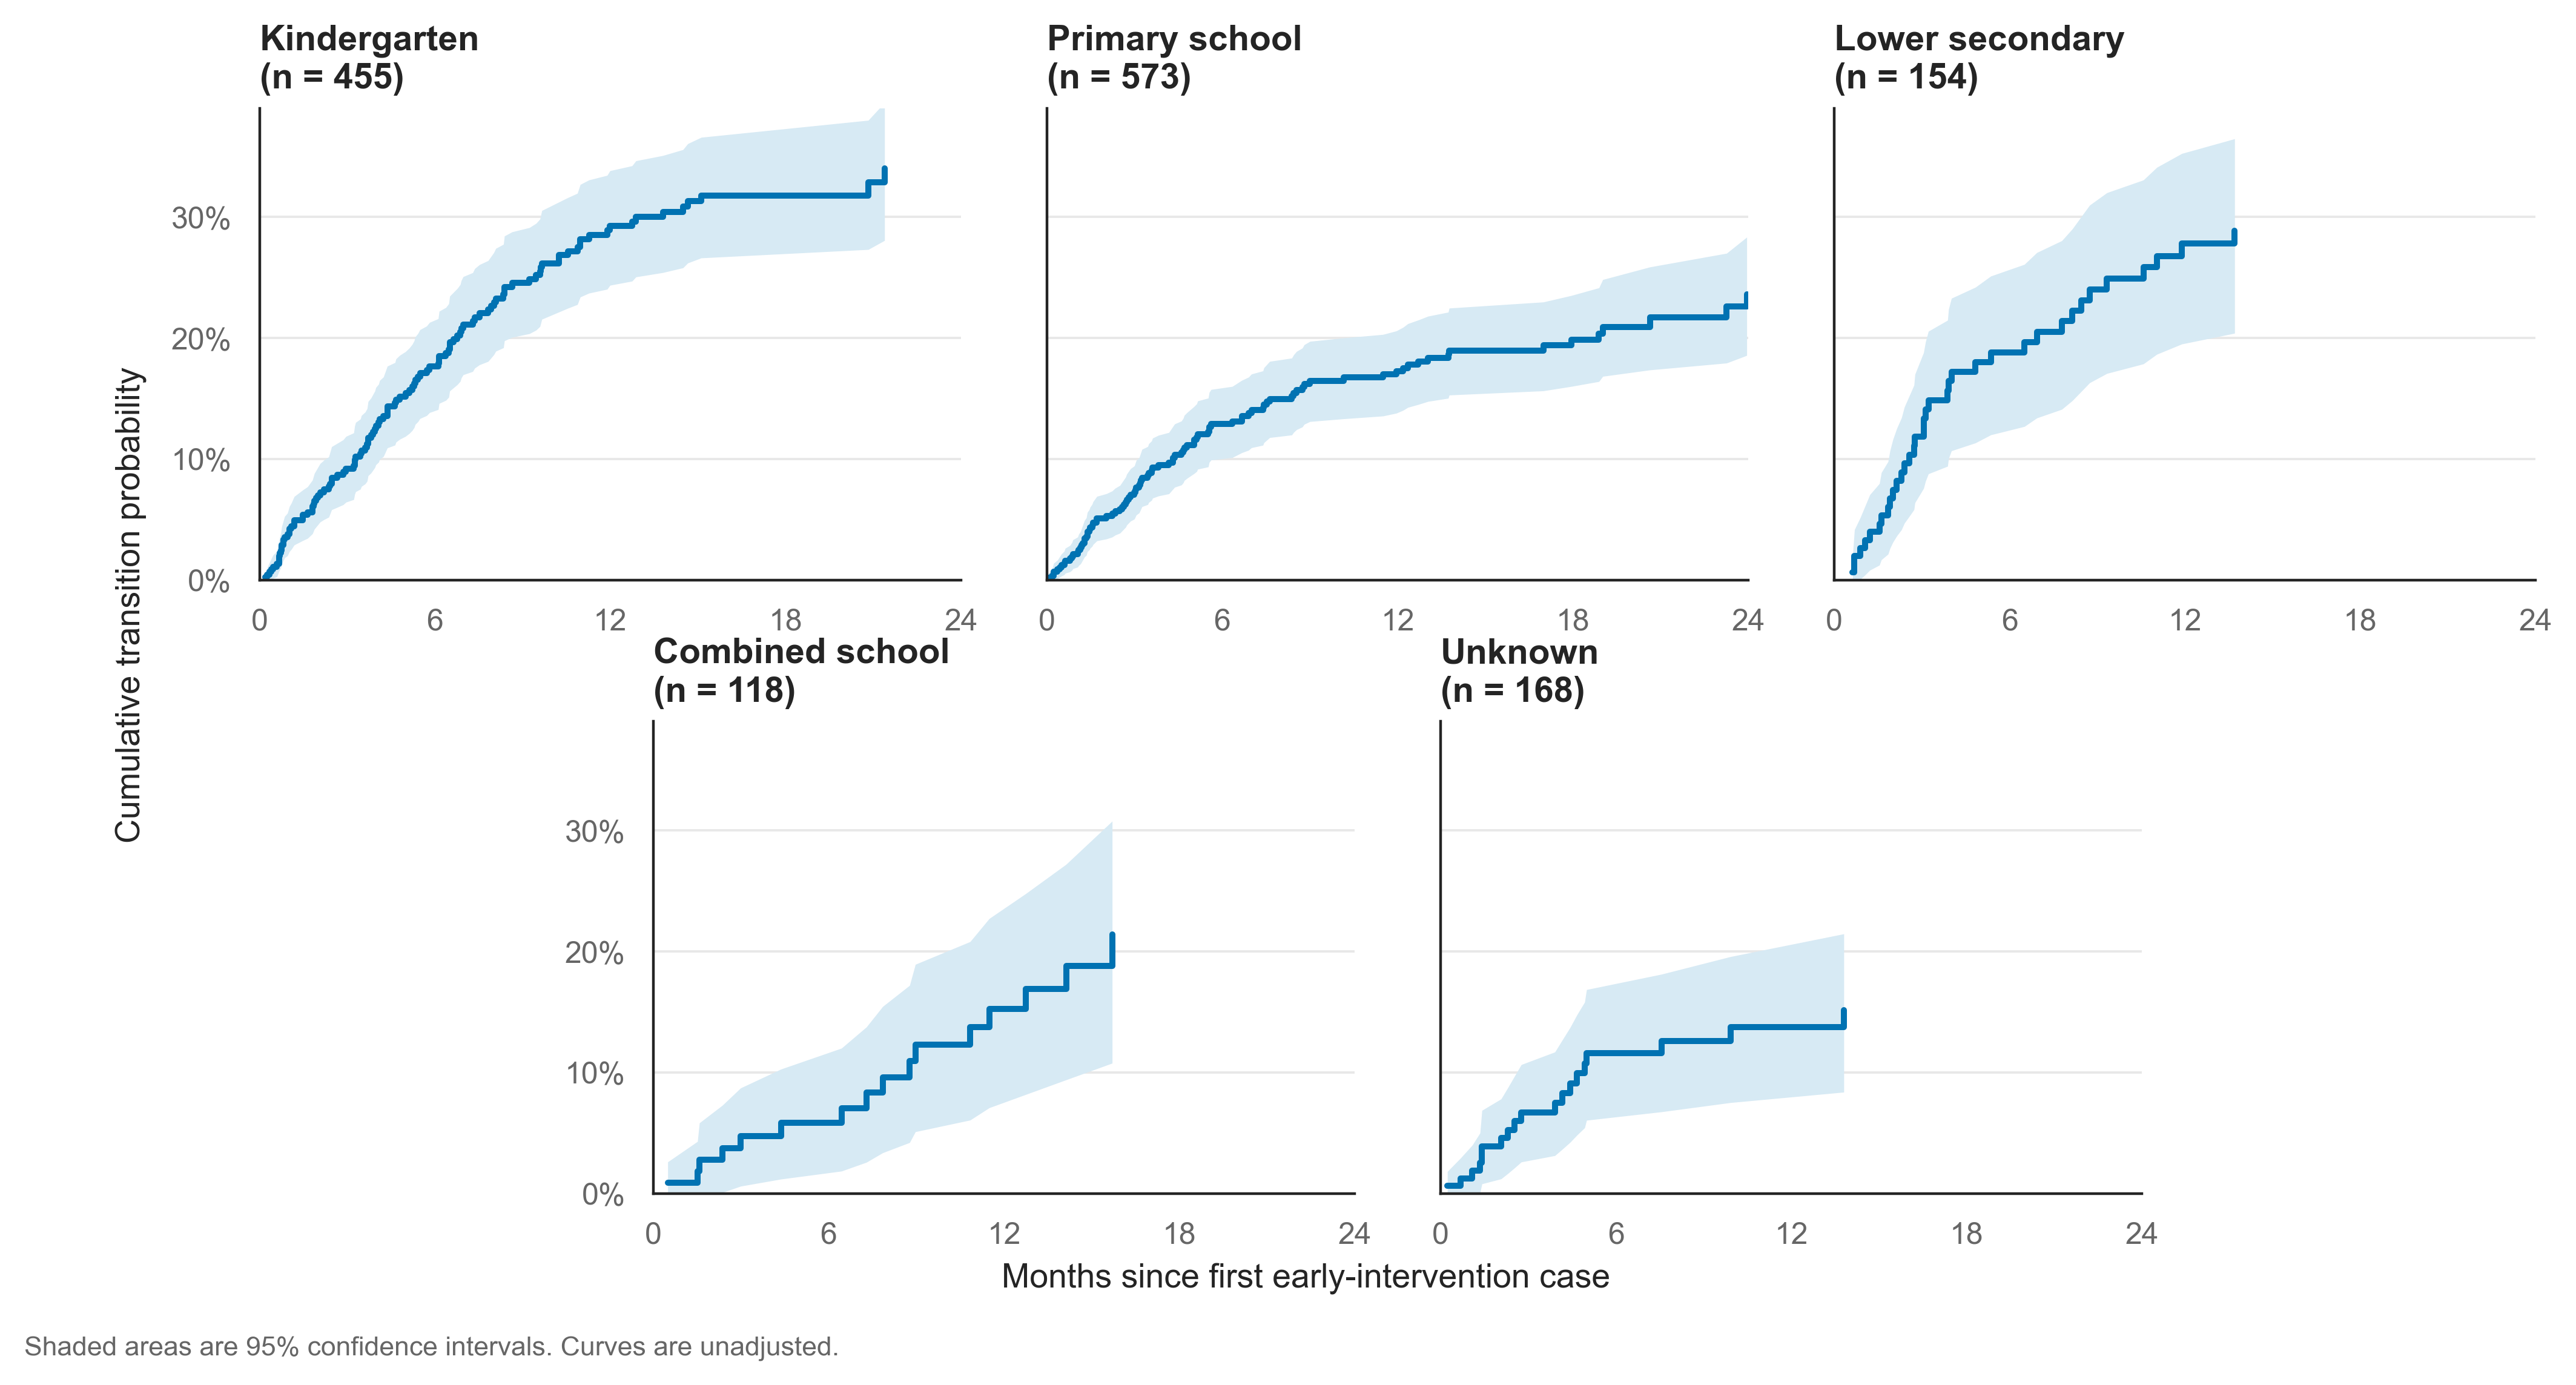 Kindergarten
(n = 455)
Primary school
(n = 573)
Lower secondary
(n = 154)
Cumulative transition probability
30%
20%
10%
0%
0 6 12 18 24
0 6 12 18 24
0 6 12 18 24
Combined school
(n = 118)
Unknown
(n = 168)
30%
20%
10%
0%
0 6 12 18 24
0 6 12 18 24
Months since first early-intervention case
Shaded areas are 95% confidence intervals. Curves are unadjusted.